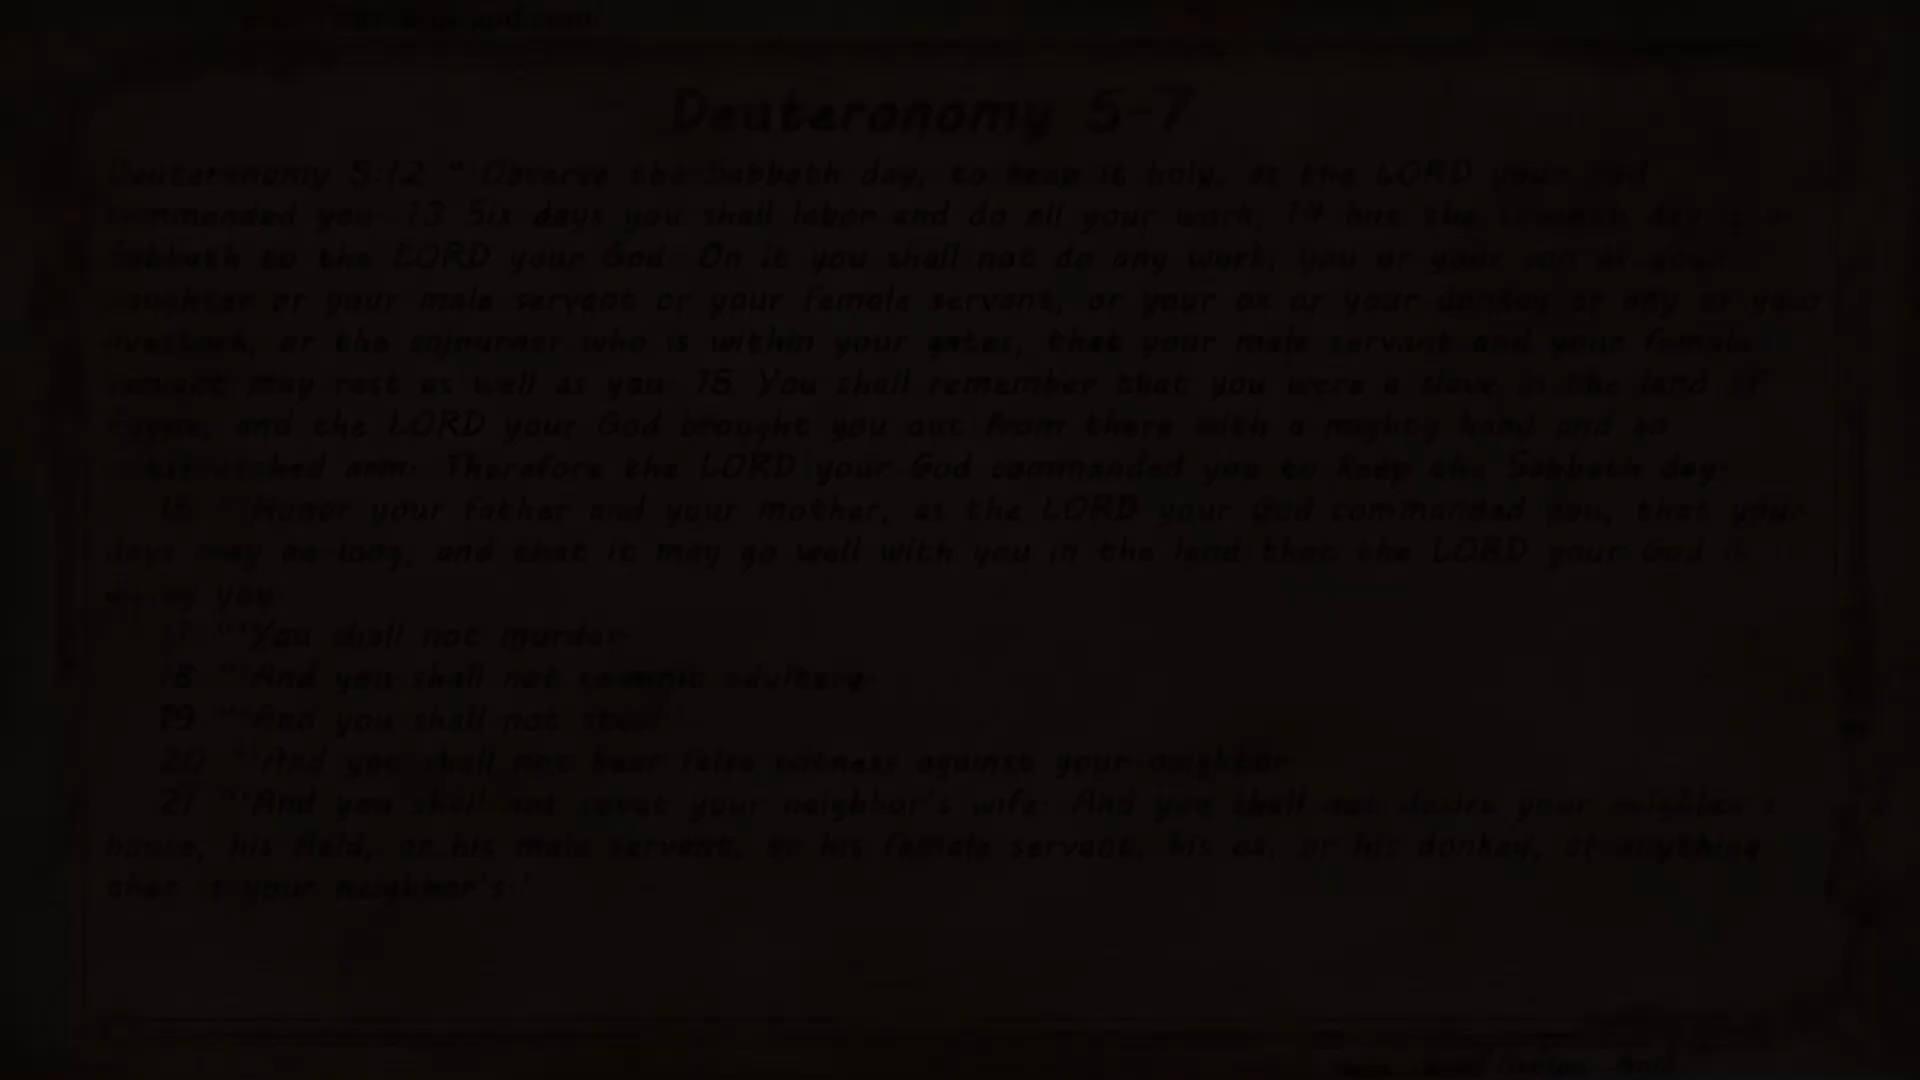 Deuteronomy 5-7
Deuteronomy 5:12 " Observe the Sabbath day, to keep it holy, as the LORD your God
commanded you. 13 Six days you shall labor and do all your work, 14 but the seventh day is a
Sabbath to the LORD your God. On it you shall not do any work, you or your son or your
daughter or your male servant or your female servant, or your ox or your donkey or any of your
livestock, or the sojourner who is within your gates, that your male servant and your female
servant may rest as well as you. 15 You shall remember that you were a slave in the land of
Egypt, and the LORD your God brought you out from there with a mighty hand and an
outstretched arm. Therefore the LORD your God commanded you to keep the Sabbath day.
16 "'Honor your father and your mother, as the LORD your God commanded you, that your
days may be long, and that it may go well with you in the land that the LORD your God is
giving you.
17 "'You shall not murder.
18 "'And you shall not commit adultery.
19 "'And you shall not steal.
20 "'And you shall not bear false witness against your neighbor.
21 "'And you shall not covet your neighbor's wife. And you shall not desire your neighbor's
house, his field, or his male servant, or his female servant, his ox, or his donkey, or anything
that is your neighbor's.'